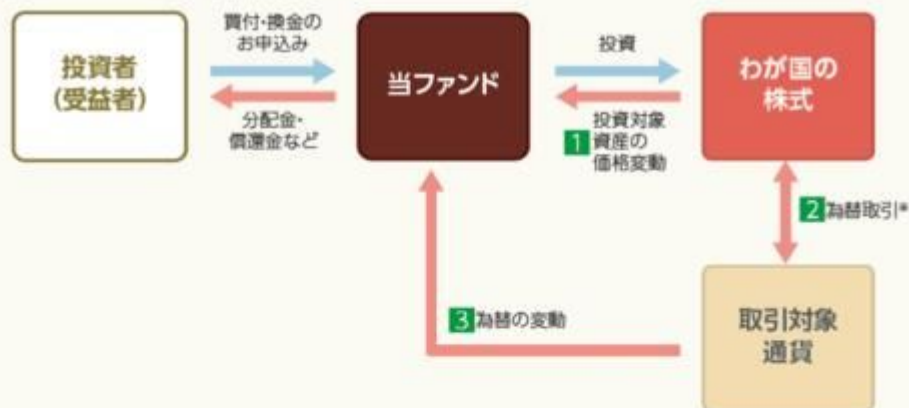 買付・換金の
お申込み
投資者
(受益者)
分配金・
償還金など
当ファンド
投資
1 投資対象
資産の
価格変動
わが国の
株式
2 為替取引*
3 為替の変動
取引対象
通貨